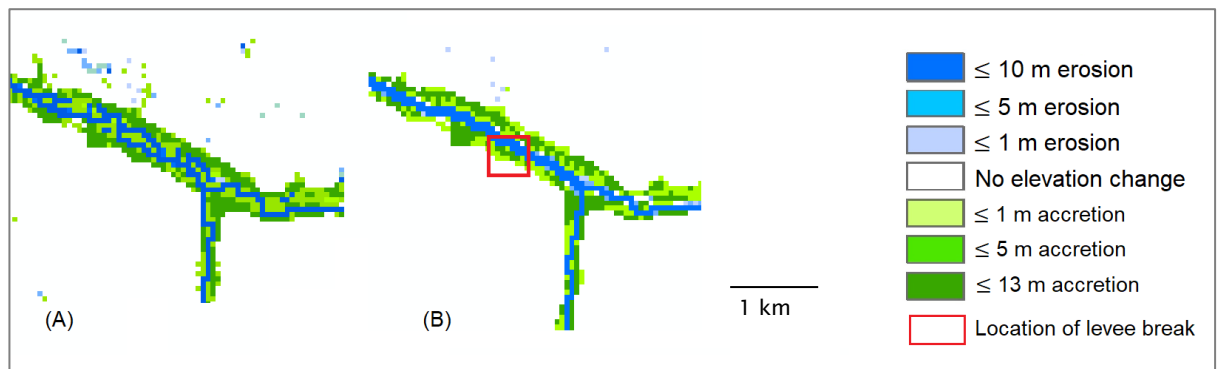 ≤ 10 m erosion
≤ 5 m erosion
≤ 1 m erosion
No elevation change
≤ 1 m accretion
≤ 5 m accretion
≤ 13 m accretion
Location of levee break
(A)
(B)
1 km